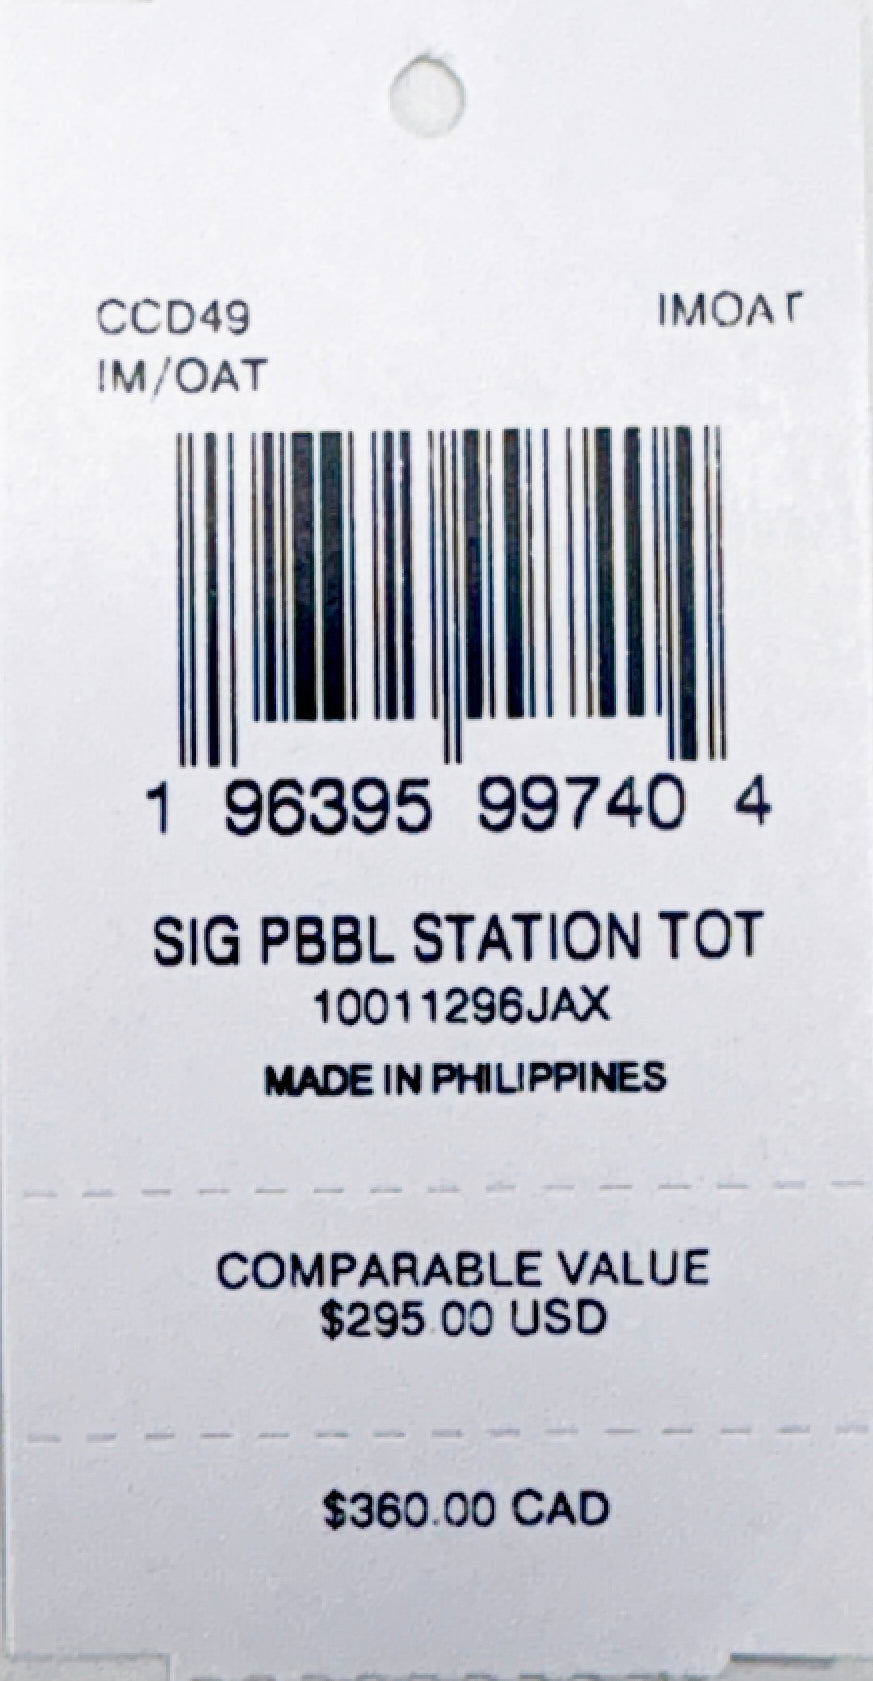 CCD49 IMOAT
IM/OAT
1 96395 99740 4
SIG PBBL STATION TOT
10011296JAX
MADE IN PHILIPPINES
COMPARABLE VALUE
$295.00 USD
$360.00 CAD